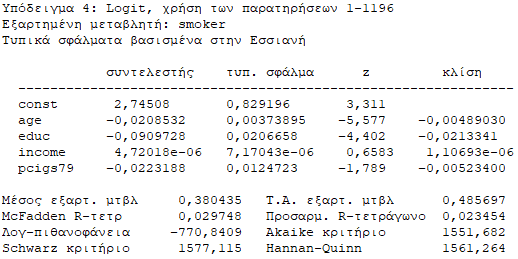 Υπόδειγμα 4: Logit, χρήση των παρατηρήσεων 1-1196
Εξαρτημένη μεταβλητή: smoker
Τυπικά σφάλματα βασισμένα στην Εσσιανή
συντελεστής τυπ. σφάλμα z κλίση
----------------------------------------------------------------
const 2,74508 0,829196 3,311
age -0,0208532 0,00373895 -5,577 -0,00489030
educ -0,0909728 0,0206658 -4,402 -0,0213341
income 4,72018e-06 7,17043e-06 0,6583 1,10693e-06
pcigs79 -0,0223188 0,0124723 -1,789 -0,00523400
Μέσος εξαρτ. μτβλ 0,380435 Τ.Α. εξαρτ. μτβλ 0,485697
McFadden R-τετρ 0,029748 Προσαρμ. R-τετράγωνο 0,023454
Λογ-πιθανοφάνεια -770,8409 Akaike κριτήριο 1551,682
Schwarz κριτήριο 1577,115 Hannan-Quinn 1561,264